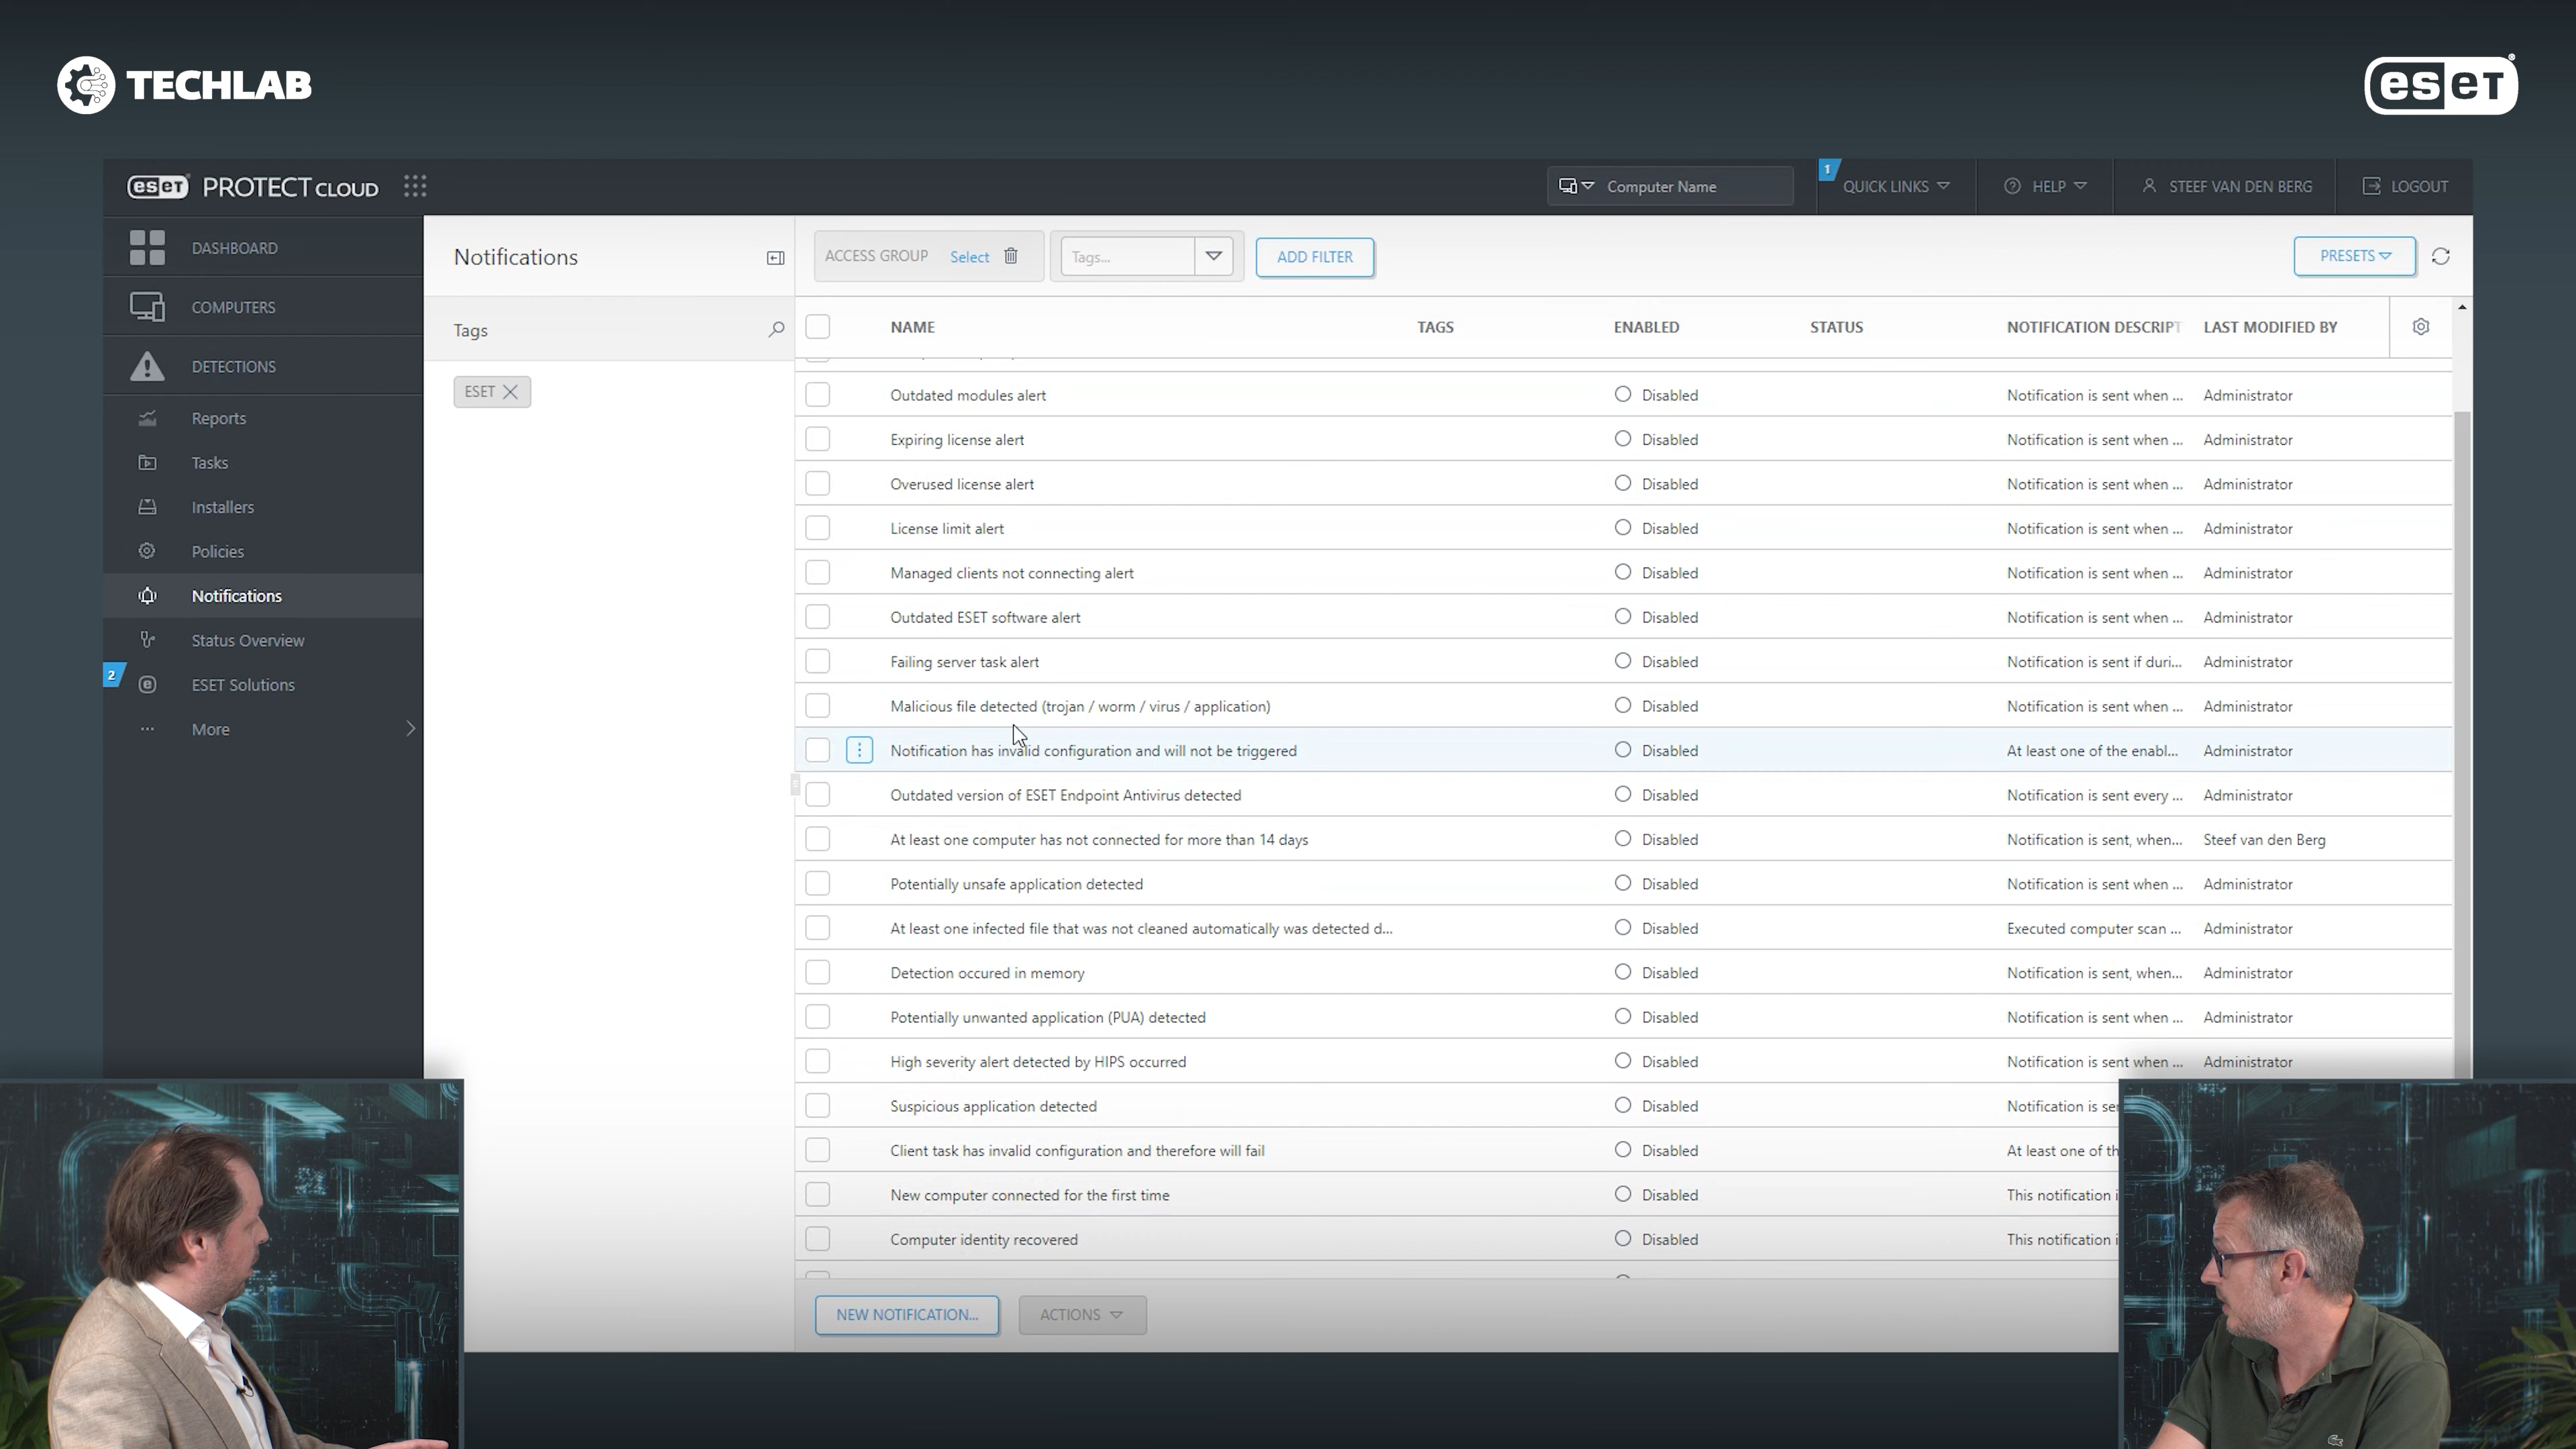 TECHLAB
eseT
eseT PROTECT CLOUD
Computer Name
1
QUICK LINKS
HELP
STEEF VAN DEN BERG
LOGOUT
DASHBOARD
COMPUTERS
DETECTIONS
Reports
Tasks
Installers
Policies
Notifications
Status Overview
2
ESET Solutions
More
Notifications
Tags
ESET
ACCESS GROUP Select
Tags...
ADD FILTER
PRESETS
NAME TAGS ENABLED STATUS NOTIFICATION DESCRIPT LAST MODIFIED BY
Outdated modules alert Disabled Notification is sent when ... Administrator
Expiring license alert Disabled Notification is sent when ... Administrator
Overused license alert Disabled Notification is sent when ... Administrator
License limit alert Disabled Notification is sent when ... Administrator
Managed clients not connecting alert Disabled Notification is sent when ... Administrator
Outdated ESET software alert Disabled Notification is sent when ... Administrator
Failing server task alert Disabled Notification is sent if duri... Administrator
Malicious file detected (trojan / worm / virus / application) Disabled Notification is sent when ... Administrator
Notification has invalid configuration and will not be triggered Disabled At least one of the enabl... Administrator
Outdated version of ESET Endpoint Antivirus detected Disabled Notification is sent every ... Administrator
At least one computer has not connected for more than 14 days Disabled Notification is sent, when... Steef van den Berg
Potentially unsafe application detected Disabled Notification is sent when ... Administrator
At least one infected file that was not cleaned automatically was detected d... Disabled Executed computer scan ... Administrator
Detection occured in memory Disabled Notification is sent, when... Administrator
Potentially unwanted application (PUA) detected Disabled Notification is sent when ... Administrator
High severity alert detected by HIPS occurred Disabled Notification is sent when ... Administrator
Suspicious application detected Disabled Notification is se
Client task has invalid configuration and therefore will fail Disabled At least one of th
New computer connected for the first time Disabled This notification i
Computer identity recovered Disabled This notification i
NEW NOTIFICATION...
ACTIONS